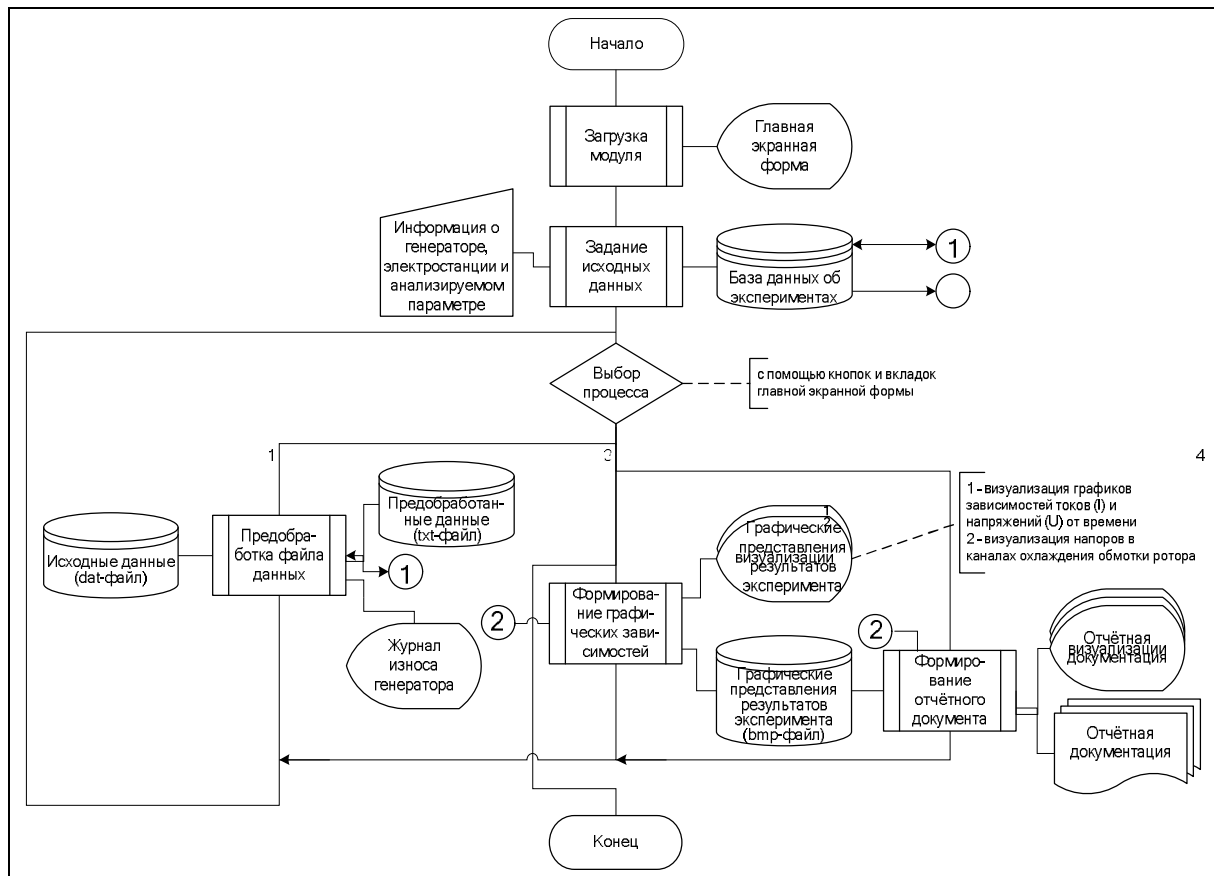 Начало
Загрузка
модуля
Главная
экранная
форма
Информация о
генераторе,
электростанции и
анализируемом
параметре
Задание
исходных
данных
База данных об
экспериментах
1
Выбор
процесса
с помощью кнопок и вкладок
главной экранной формы
1
4
1 - визуализация графиков
зависимостей токов (I) и
напряжений (U) от времени
2 - визуализация напоров в
каналах охлаждения обмотки ротора
Исходные данные
(dat-файл)
Предобра-
ботка файла
данных
Предобработан-
ные данные
(txt-файл)
1
Журнал
износа
генератора
2
Формирова-
ние графи-
ческих зави-
симостей
Графические
представления
визуализации
результатов
эксперимента
Графические
представления
результатов
эксперимента
(bmp-файл)
2
Формиро-
вание
отчётного
документа
Отчётная
визуализации
документация
Отчётная
документация
Конец